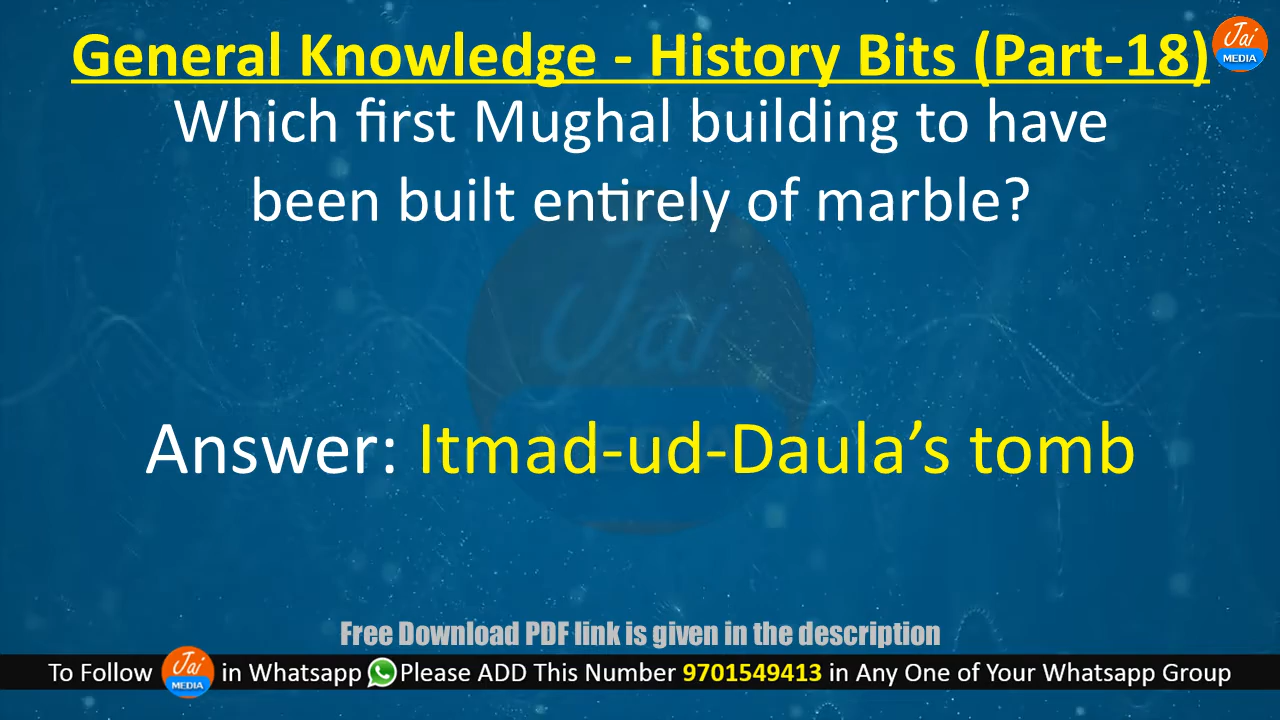 General Knowledge - History Bits (Part-18)
Jai
MEDIA
Which first Mughal building to have
been built entirely of marble?
Jai
MEDIA
Answer: Itmad-ud-Daula’s tomb
Free Download PDF link is given in the description
To Follow Jai MEDIA in Whatsapp Please ADD This Number 9701549413 in Any One of Your Whatsapp Group